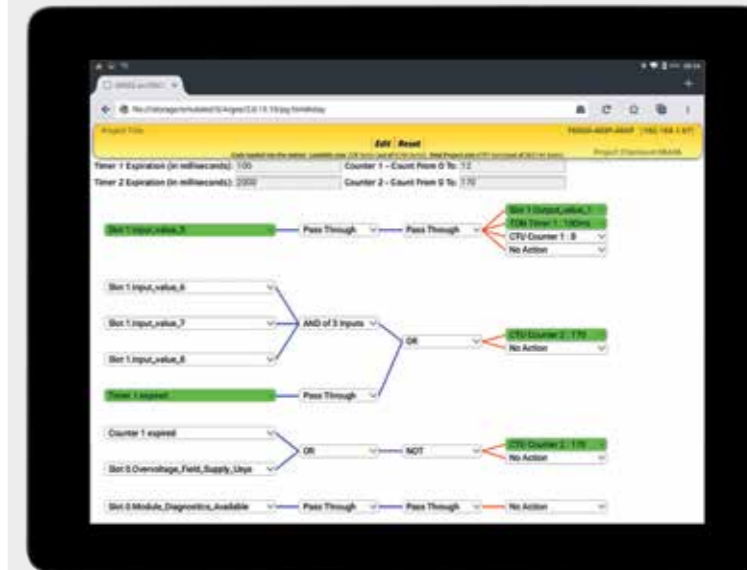 Project Title
Edit Reset
Timer 1 Expiration (in milliseconds): 100
Counter 1 - Count From 0 To: 12
Timer 2 Expiration (in milliseconds): 2000
Counter 2 - Count From 0 To: 170
Slot 1.Input_value_5
Pass Through
Pass Through
Slot 1.Output_value_1
TON-Timer 1 : 100ms
CTU-Counter 1 : 8
No Action
Slot 1.Input_value_6
Slot 1.Input_value_7
AND of 3 Inputs
Slot 1.Input_value_8
OR
CTU-Counter 2 : 170
No Action
Timer 1 expired
Pass Through
Counter 1 expired
Slot 0.Overvoltage_Field_Supply_Usys
OR
NOT
CTU-Counter 2 : 170
No Action
Slot 0.Module_Diagnostics_Available
Pass Through
Pass Through
No Action